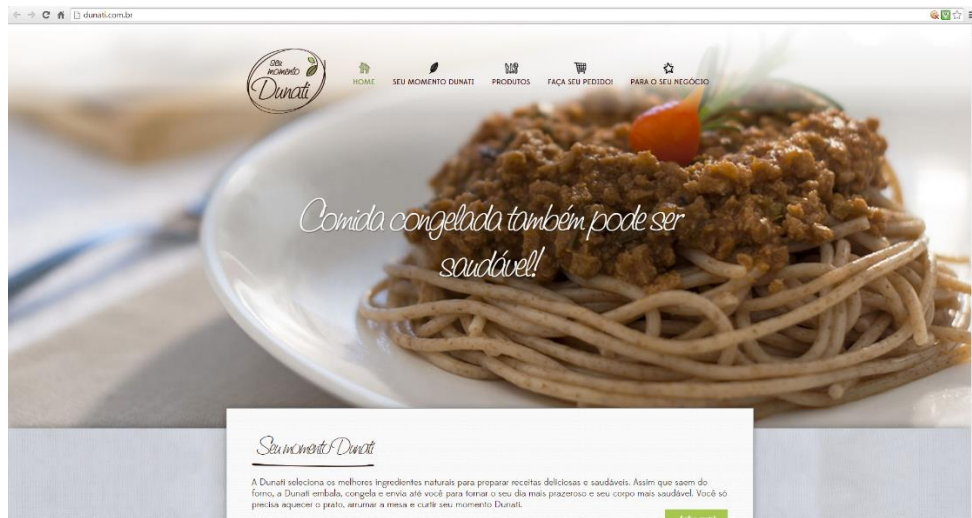 dunati.com.br
seu
momento
Dunati
HOME
SEU MOMENTO DUNATI
PRODUTOS
FAÇA SEU PEDIDO!
PARA O SEU NEGÓCIO
Comida congelada também pode ser
saudável!
Seu momento Dunati
A Dunati seleciona os melhores ingredientes naturais para preparar receitas deliciosas e saudáveis. Assim que saem do
forno, a Dunati embala, congela e envia até você para tornar o seu dia mais prazeroso e seu corpo mais saudável. Você só
precisa aquecer o prato, arrumar a mesa e curtir seu momento Dunati.